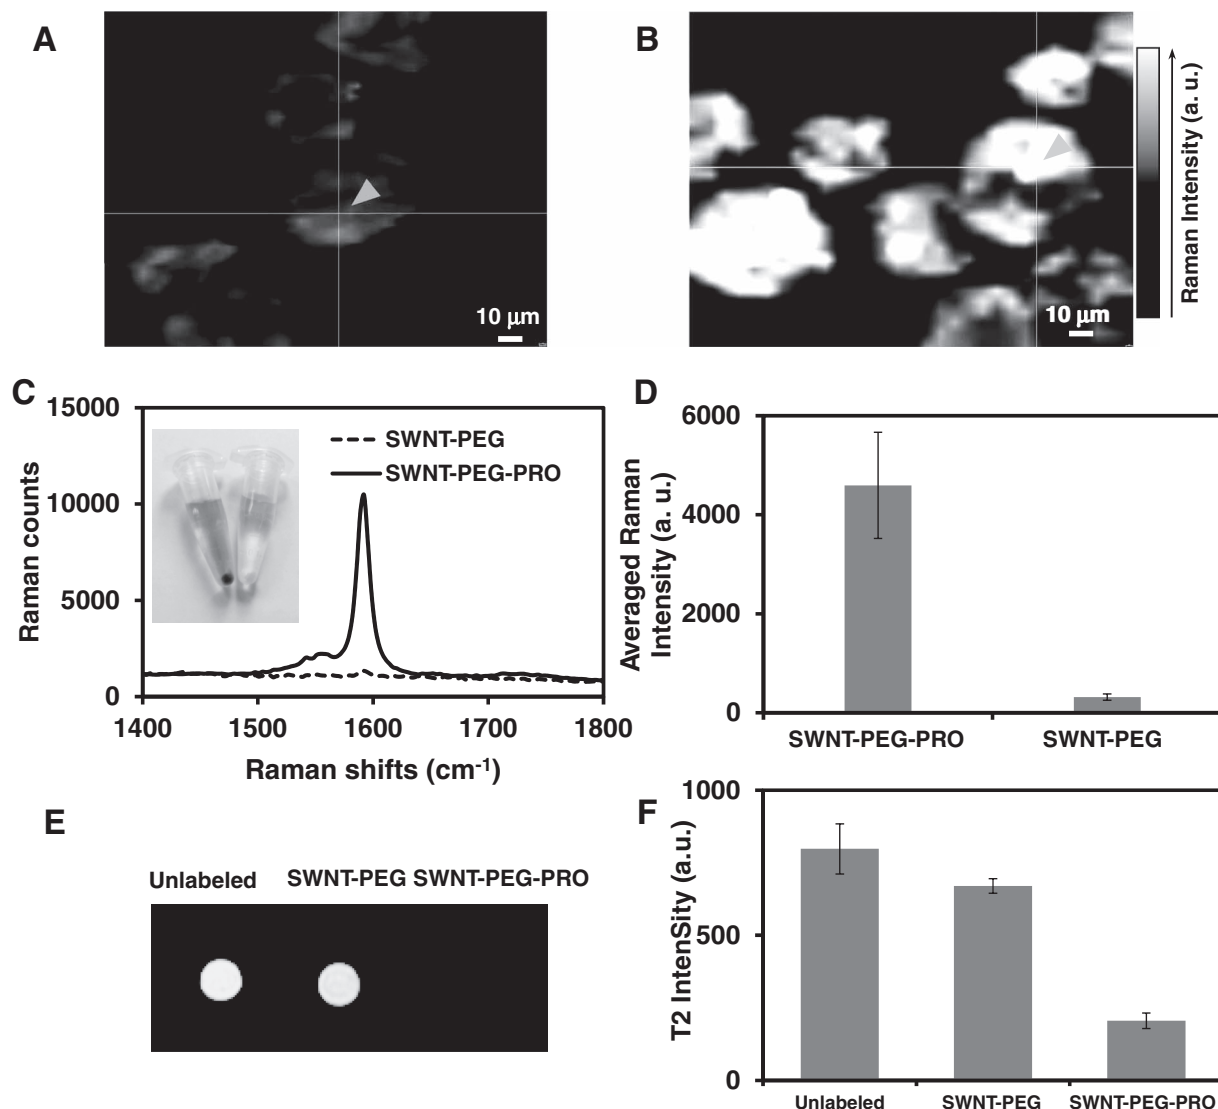 A
10 μm
B
10 μm
Raman Intensity (a. u.)
C
15000
10000
5000
0
Raman counts
SWNT-PEG
SWNT-PEG-PRO
1400 1500 1600 1700 1800
Raman shifts (cm⁻¹)
D
6000
4000
2000
0
Averaged Raman
Intensity (a. u.)
SWNT-PEG-PRO SWNT-PEG
E
Unlabeled SWNT-PEG SWNT-PEG-PRO
F
1000
500
0
T2 IntenSity (a.u.)
Unlabeled SWNT-PEG SWNT-PEG-PRO